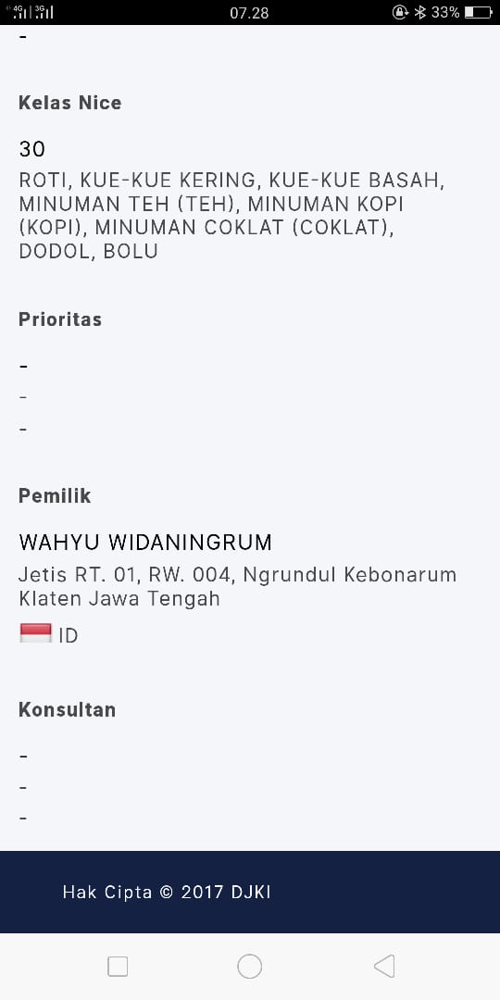 4G 3G 07.28 33%
-
Kelas Nice
30
ROTI, KUE-KUE KERING, KUE-KUE BASAH,
MINUMAN TEH (TEH), MINUMAN KOPI
(KOPI), MINUMAN COKLAT (COKLAT),
DODOL, BOLU
Prioritas
-
-
-
Pemilik
WAHYU WIDANINGRUM
Jetis RT. 01, RW. 004, Ngrundul Kebonarum
Klaten Jawa Tengah
ID
Konsultan
-
-
-
Hak Cipta © 2017 DJKI